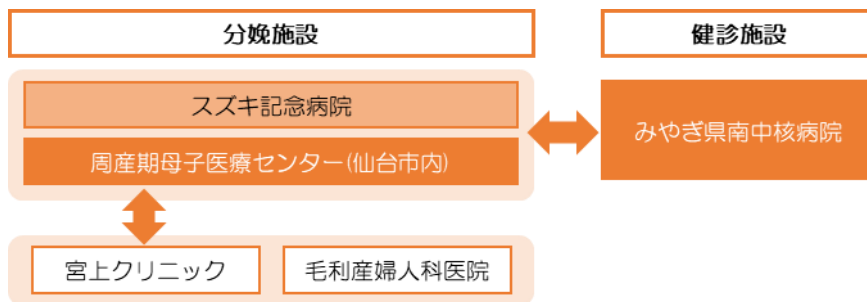 分娩施設
健診施設
スズキ記念病院
周産期母子医療センター(仙台市内)
みやぎ県南中核病院
宮上クリニック
毛利産婦人科医院